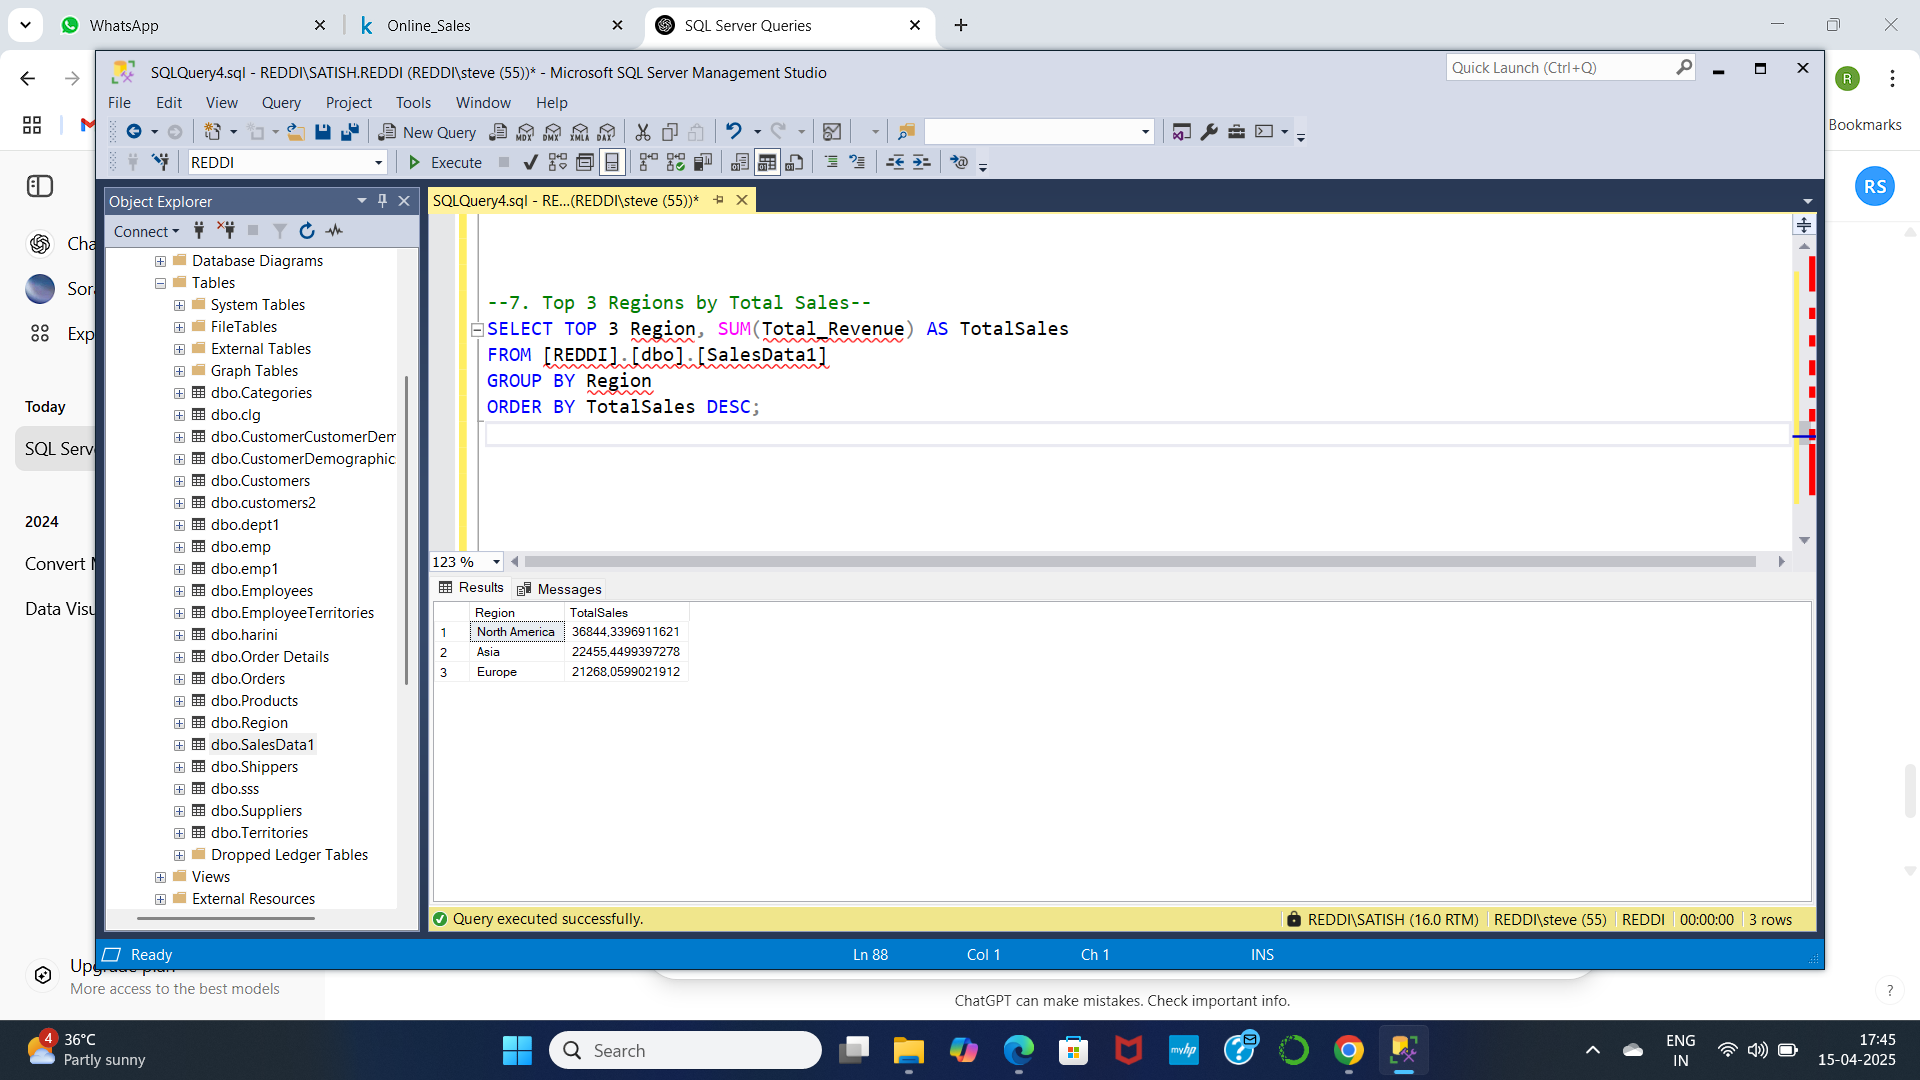 WhatsApp
Online_Sales
SQL Server Queries
SQLQuery4.sql - REDDI\SATISH.REDDI (REDDI\steve (55))* - Microsoft SQL Server Management Studio
Quick Launch (Ctrl+Q)
R
File Edit View Query Project Tools Window Help
New Query
MDX DMX XMLA DAX
Bookmarks
REDDI
Execute
RS
Object Explorer
SQLQuery4.sql - RE...(REDDI\steve (55))*
Connect
Database Diagrams
Tables
System Tables
FileTables
External Tables
Graph Tables
dbo.Categories
dbo.clg
dbo.CustomerCustomerDem
dbo.CustomerDemographic
dbo.Customers
dbo.customers2
dbo.dept1
dbo.emp
dbo.emp1
dbo.Employees
dbo.EmployeeTerritories
dbo.harini
dbo.Order Details
dbo.Orders
dbo.Products
dbo.Region
dbo.SalesData1
dbo.Shippers
dbo.sss
dbo.Suppliers
dbo.Territories
Dropped Ledger Tables
Views
External Resources
Cha
Sora
Exp
Today
SQL Serve
2024
Convert M
Data Visu
--7. Top 3 Regions by Total Sales--
SELECT TOP 3 Region, SUM(Total_Revenue) AS TotalSales
FROM [REDDI].[dbo].[SalesData1]
GROUP BY Region
ORDER BY TotalSales DESC;
123 %
Results Messages
Region TotalSales
1 North America 36844,3396911621
2 Asia 22455,4499397278
3 Europe 21268,0599021912
Query executed successfully.
REDDI\SATISH (16.0 RTM) REDDI\steve (55) REDDI 00:00:00 3 rows
Ready
Ln 88 Col 1 Ch 1 INS
Upgrade plan
More access to the best models
ChatGPT can make mistakes. Check important info.
?
4
36°C
Partly sunny
Search
myhp
ENG
IN
17:45
15-04-2025